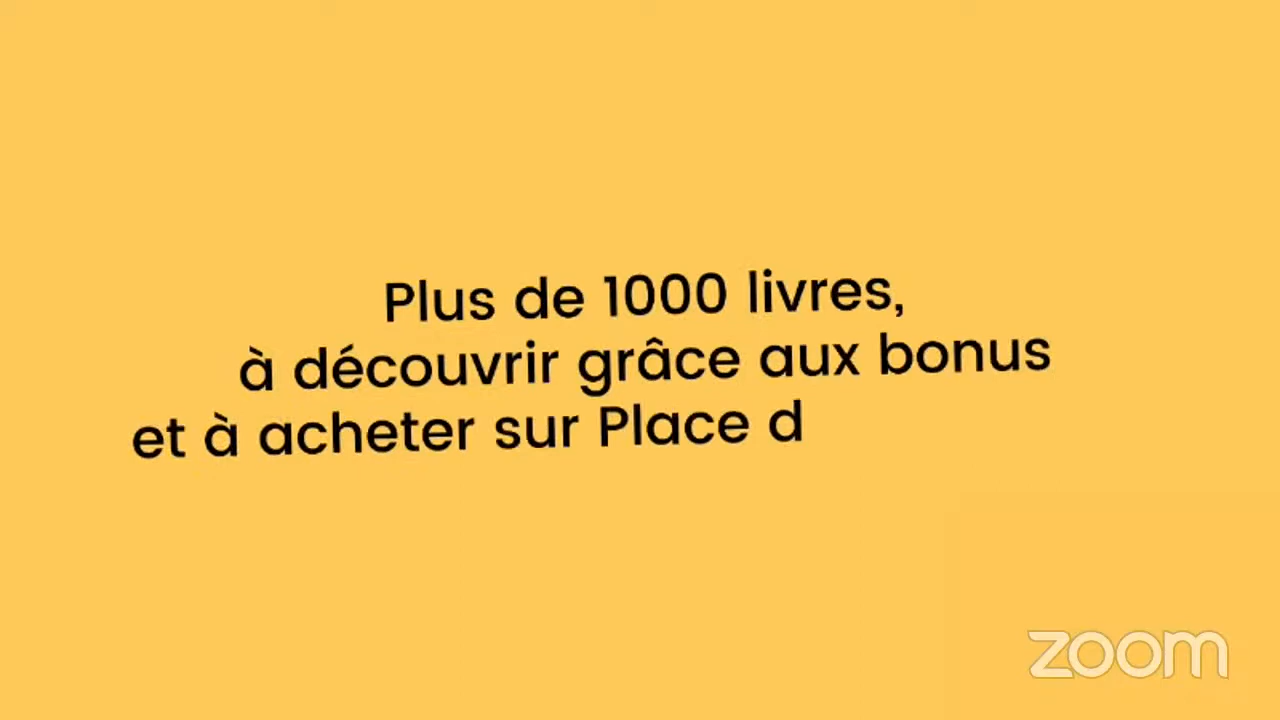 Plus de 1000 livres,
à découvrir grâce aux bonus
et à acheter sur Place d
zoom